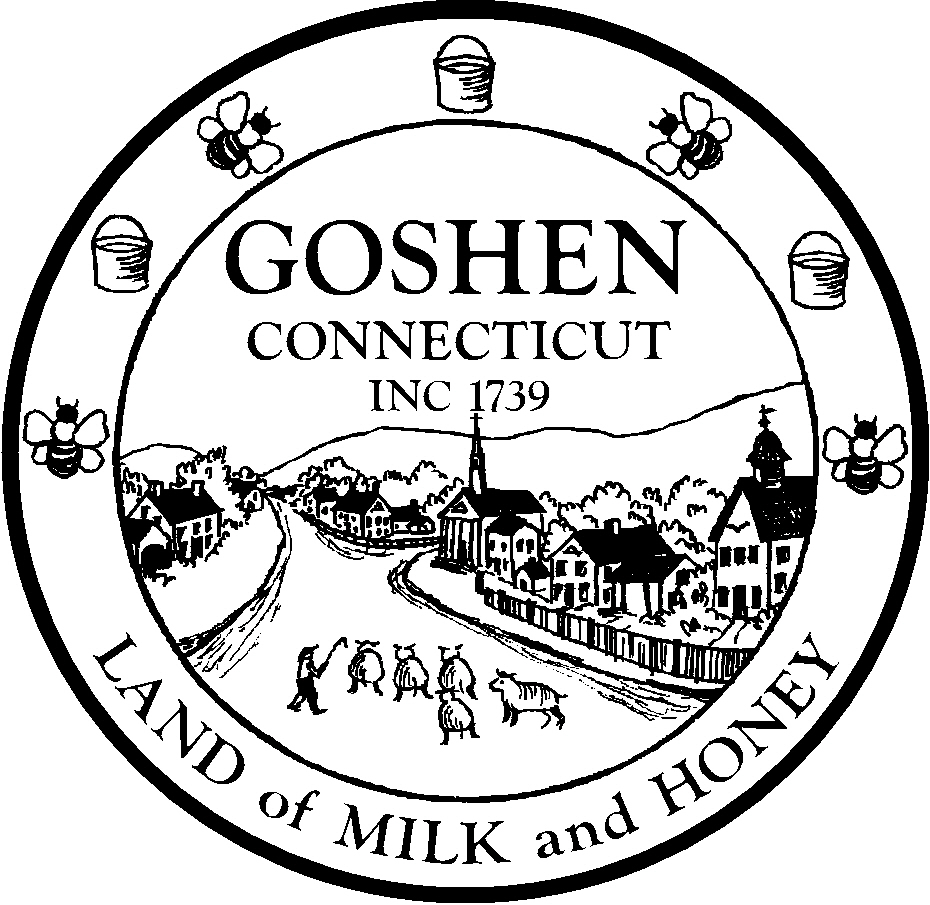 GOSHEN
CONNECTICUT
INC 1739
LAND of MILK and HONEY